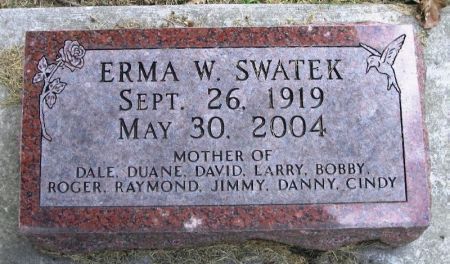 ERMA W. SWATEK
SEPT. 26, 1919
MAY 30, 2004
MOTHER OF
DALE, DUANE, DAVID, LARRY, BOBBY,
ROGER, RAYMOND, JIMMY, DANNY, CINDY